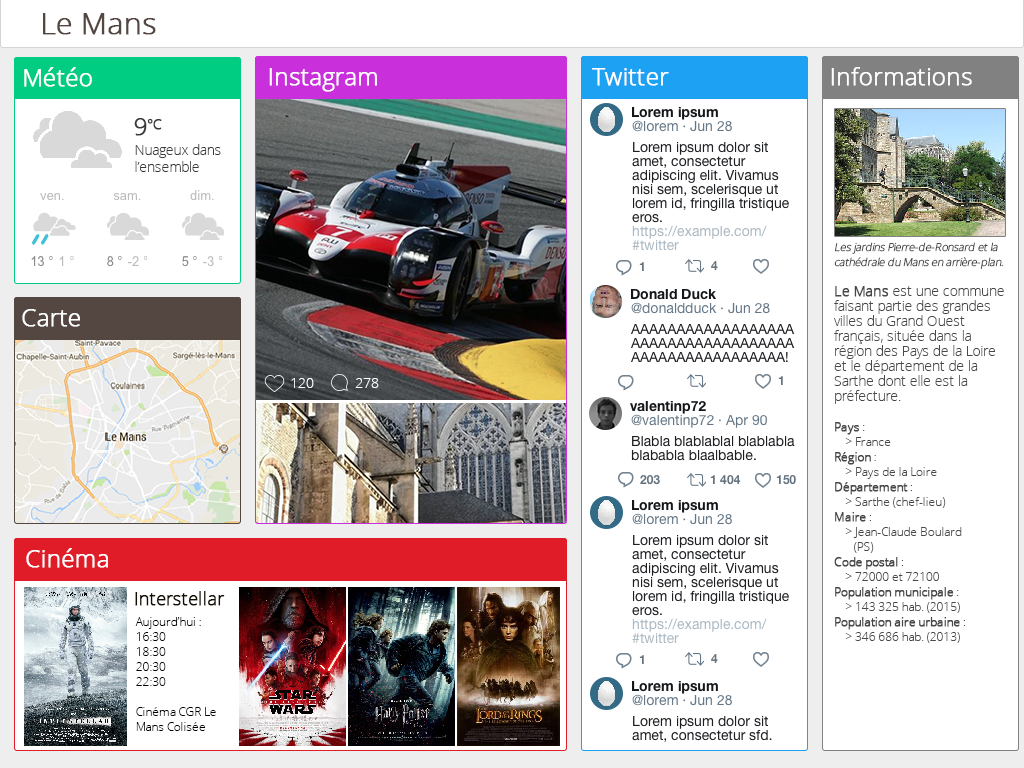 Le Mans
Météo
9°C
Nuageux dans
l'ensemble
ven. sam. dim.
13 ° 1 ° 8 ° -2 ° 5 ° -3 °
Carte
Saint-Pavace
Chapelle-Saint-Aubin
Sargé-lès-le-Mans
Coulaines
Le Mans
Instagram
DENSO
7
DENSO
120 278
Cinéma
INTERSTELLAR
Interstellar
Aujourd'hui :
16:30
18:30
20:30
22:30
Cinéma CGR Le
Mans Colisée
STAR
WARS
Harry Potter
THE LORD OF THE RINGS
Twitter
Lorem ipsum
@lorem · Jun 28
Lorem ipsum dolor sit
amet, consectetur
adipiscing elit. Vivamus
nisi sem, scelerisque ut
lorem id, fringilla tristique
eros.
https://example.com/
#twitter
1 4
Donald Duck
@donaldduck · Jun 28
AAAAAAAAAAAAAAAAAA
AAAAAAAAAAAAAAAAAA
AAAAAAAAAAAAAAAAA!
1
valentinp72
@valentinp72 · Apr 90
Blabla blablablal blablabla
blababla blaalbable.
203 1 404 150
Lorem ipsum
@lorem · Jun 28
Lorem ipsum dolor sit
amet, consectetur
adipiscing elit. Vivamus
nisi sem, scelerisque ut
lorem id, fringilla tristique
eros.
https://example.com/
#twitter
1 4
Lorem ipsum
@lorem · Jun 28
Lorem ipsum dolor sit
amet, consectetur sfd.
Informations
Les jardins Pierre-de-Ronsard et la
cathédrale du Mans en arrière-plan.
Le Mans est une commune
faisant partie des grandes
villes du Grand Ouest
français, située dans la
région des Pays de la Loire
et le département de la
Sarthe dont elle est la
préfecture.
Pays :
> France
Région :
> Pays de la Loire
Département :
> Sarthe (chef-lieu)
Maire :
> Jean-Claude Boulard
(PS)
Code postal :
> 72000 et 72100
Population municipale :
> 143 325 hab. (2015)
Population aire urbaine :
> 346 686 hab. (2013)